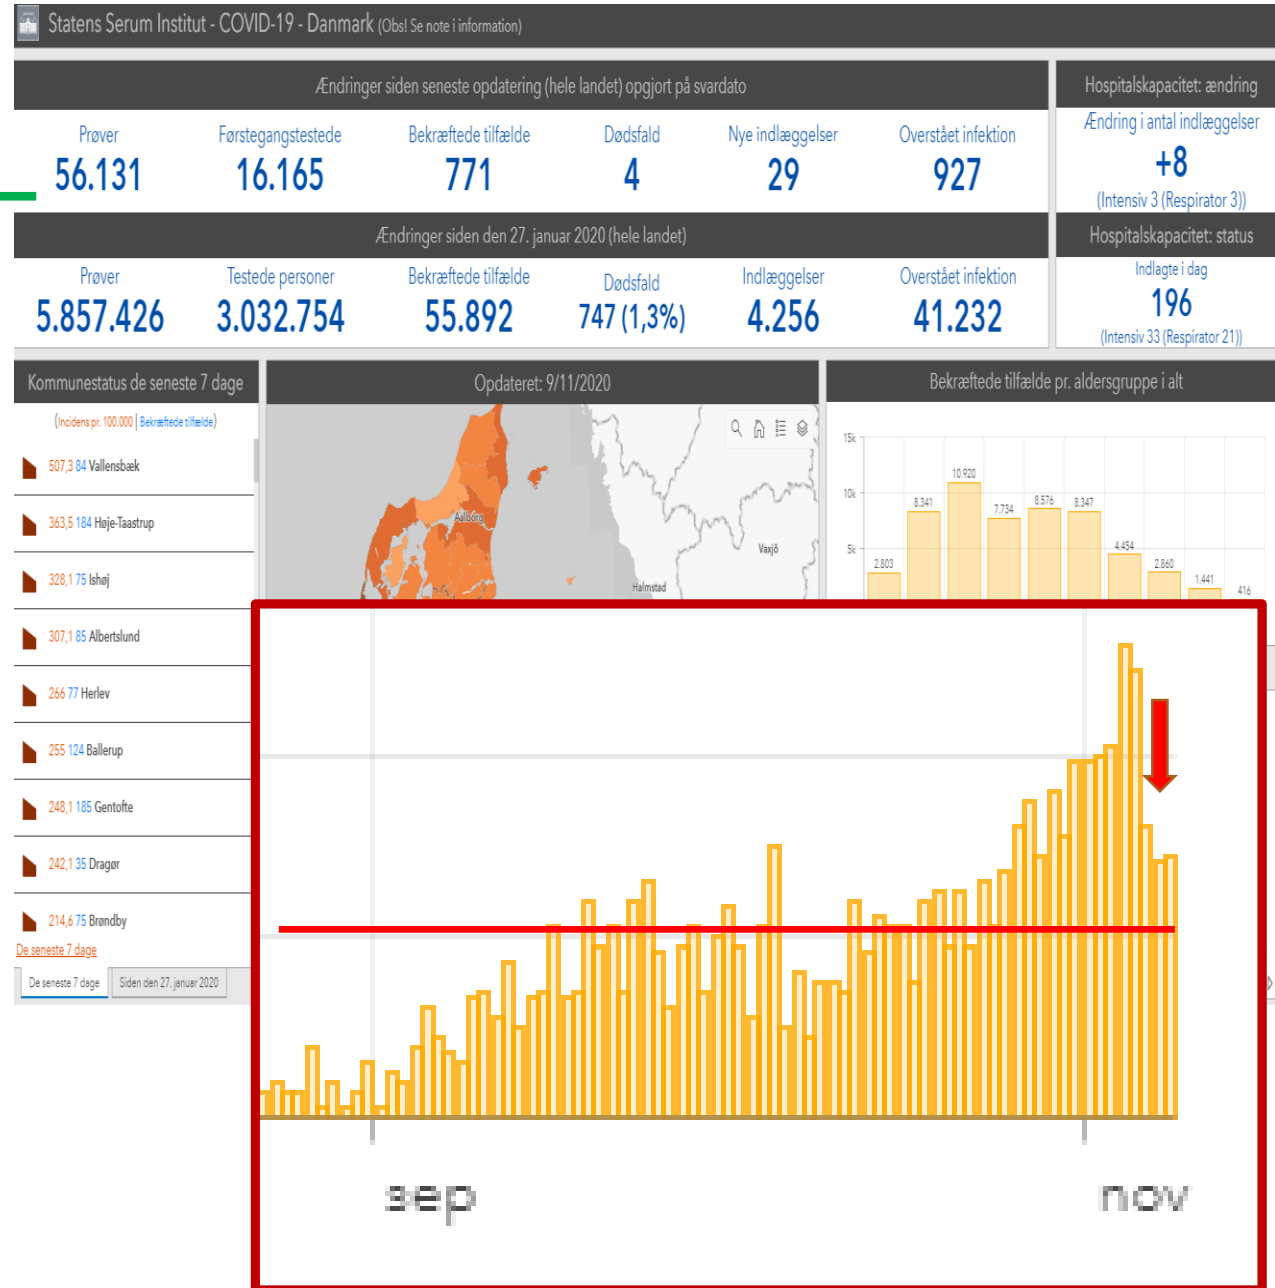 Statens Serum Institut - COVID-19 - Danmark (Obs! Se note i information)
Ændringer siden seneste opdatering (hele landet) opgjort på svardato
Prøver
56.131
Førstegangstestede
16.165
Bekræftede tilfælde
771
Dødsfald
4
Nye indlæggelser
29
Overstået infektion
927
Hospitalskapacitet: ændring
Ændring i antal indlæggelser
+8
(Intensiv 3 (Respirator 3))
Ændringer siden den 27. januar 2020 (hele landet)
Prøver
5.857.426
Testede personer
3.032.754
Bekræftede tilfælde
55.892
Dødsfald
747 (1,3%)
Indlæggelser
4.256
Overstået infektion
41.232
Hospitalskapacitet: status
Indlagte i dag
196
(Intensiv 33 (Respirator 21))
Kommunestatus de seneste 7 dage
(Incidens pr. 100.000 | Bekræftede tilfælde)
507,3 84 Vallensbæk
363,5 184 Høje-Taastrup
328,1 75 Ishøj
307,1 85 Albertslund
266 77 Herlev
255 124 Ballerup
248,1 185 Gentofte
242,1 35 Dragør
214,6 75 Brøndby
De seneste 7 dage
De seneste 7 dage
Siden den 27. januar 2020
Opdateret: 9/11/2020
Aalborg
Halmstad
Vaxjö
Bekræftede tilfælde pr. aldersgruppe i alt
15k
10k
5k
2.803
8.341
10.920
7.734
8.576
8.347
4.454
2.860
1.441
416
sep
nov